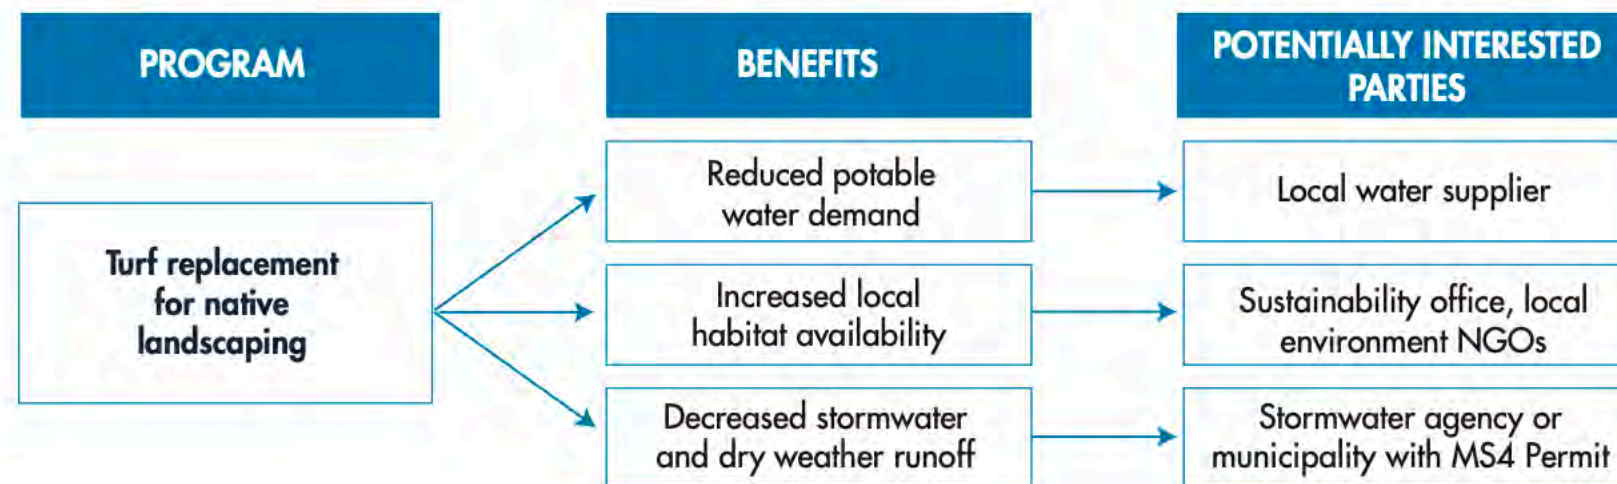 PROGRAM
BENEFITS
POTENTIALLY INTERESTED
PARTIES
Turf replacement
for native
landscaping
Reduced potable
water demand
Local water supplier
Increased local
habitat availability
Sustainability office, local
environment NGOs
Decreased stormwater
and dry weather runoff
Stormwater agency or
municipality with MS4 Permit